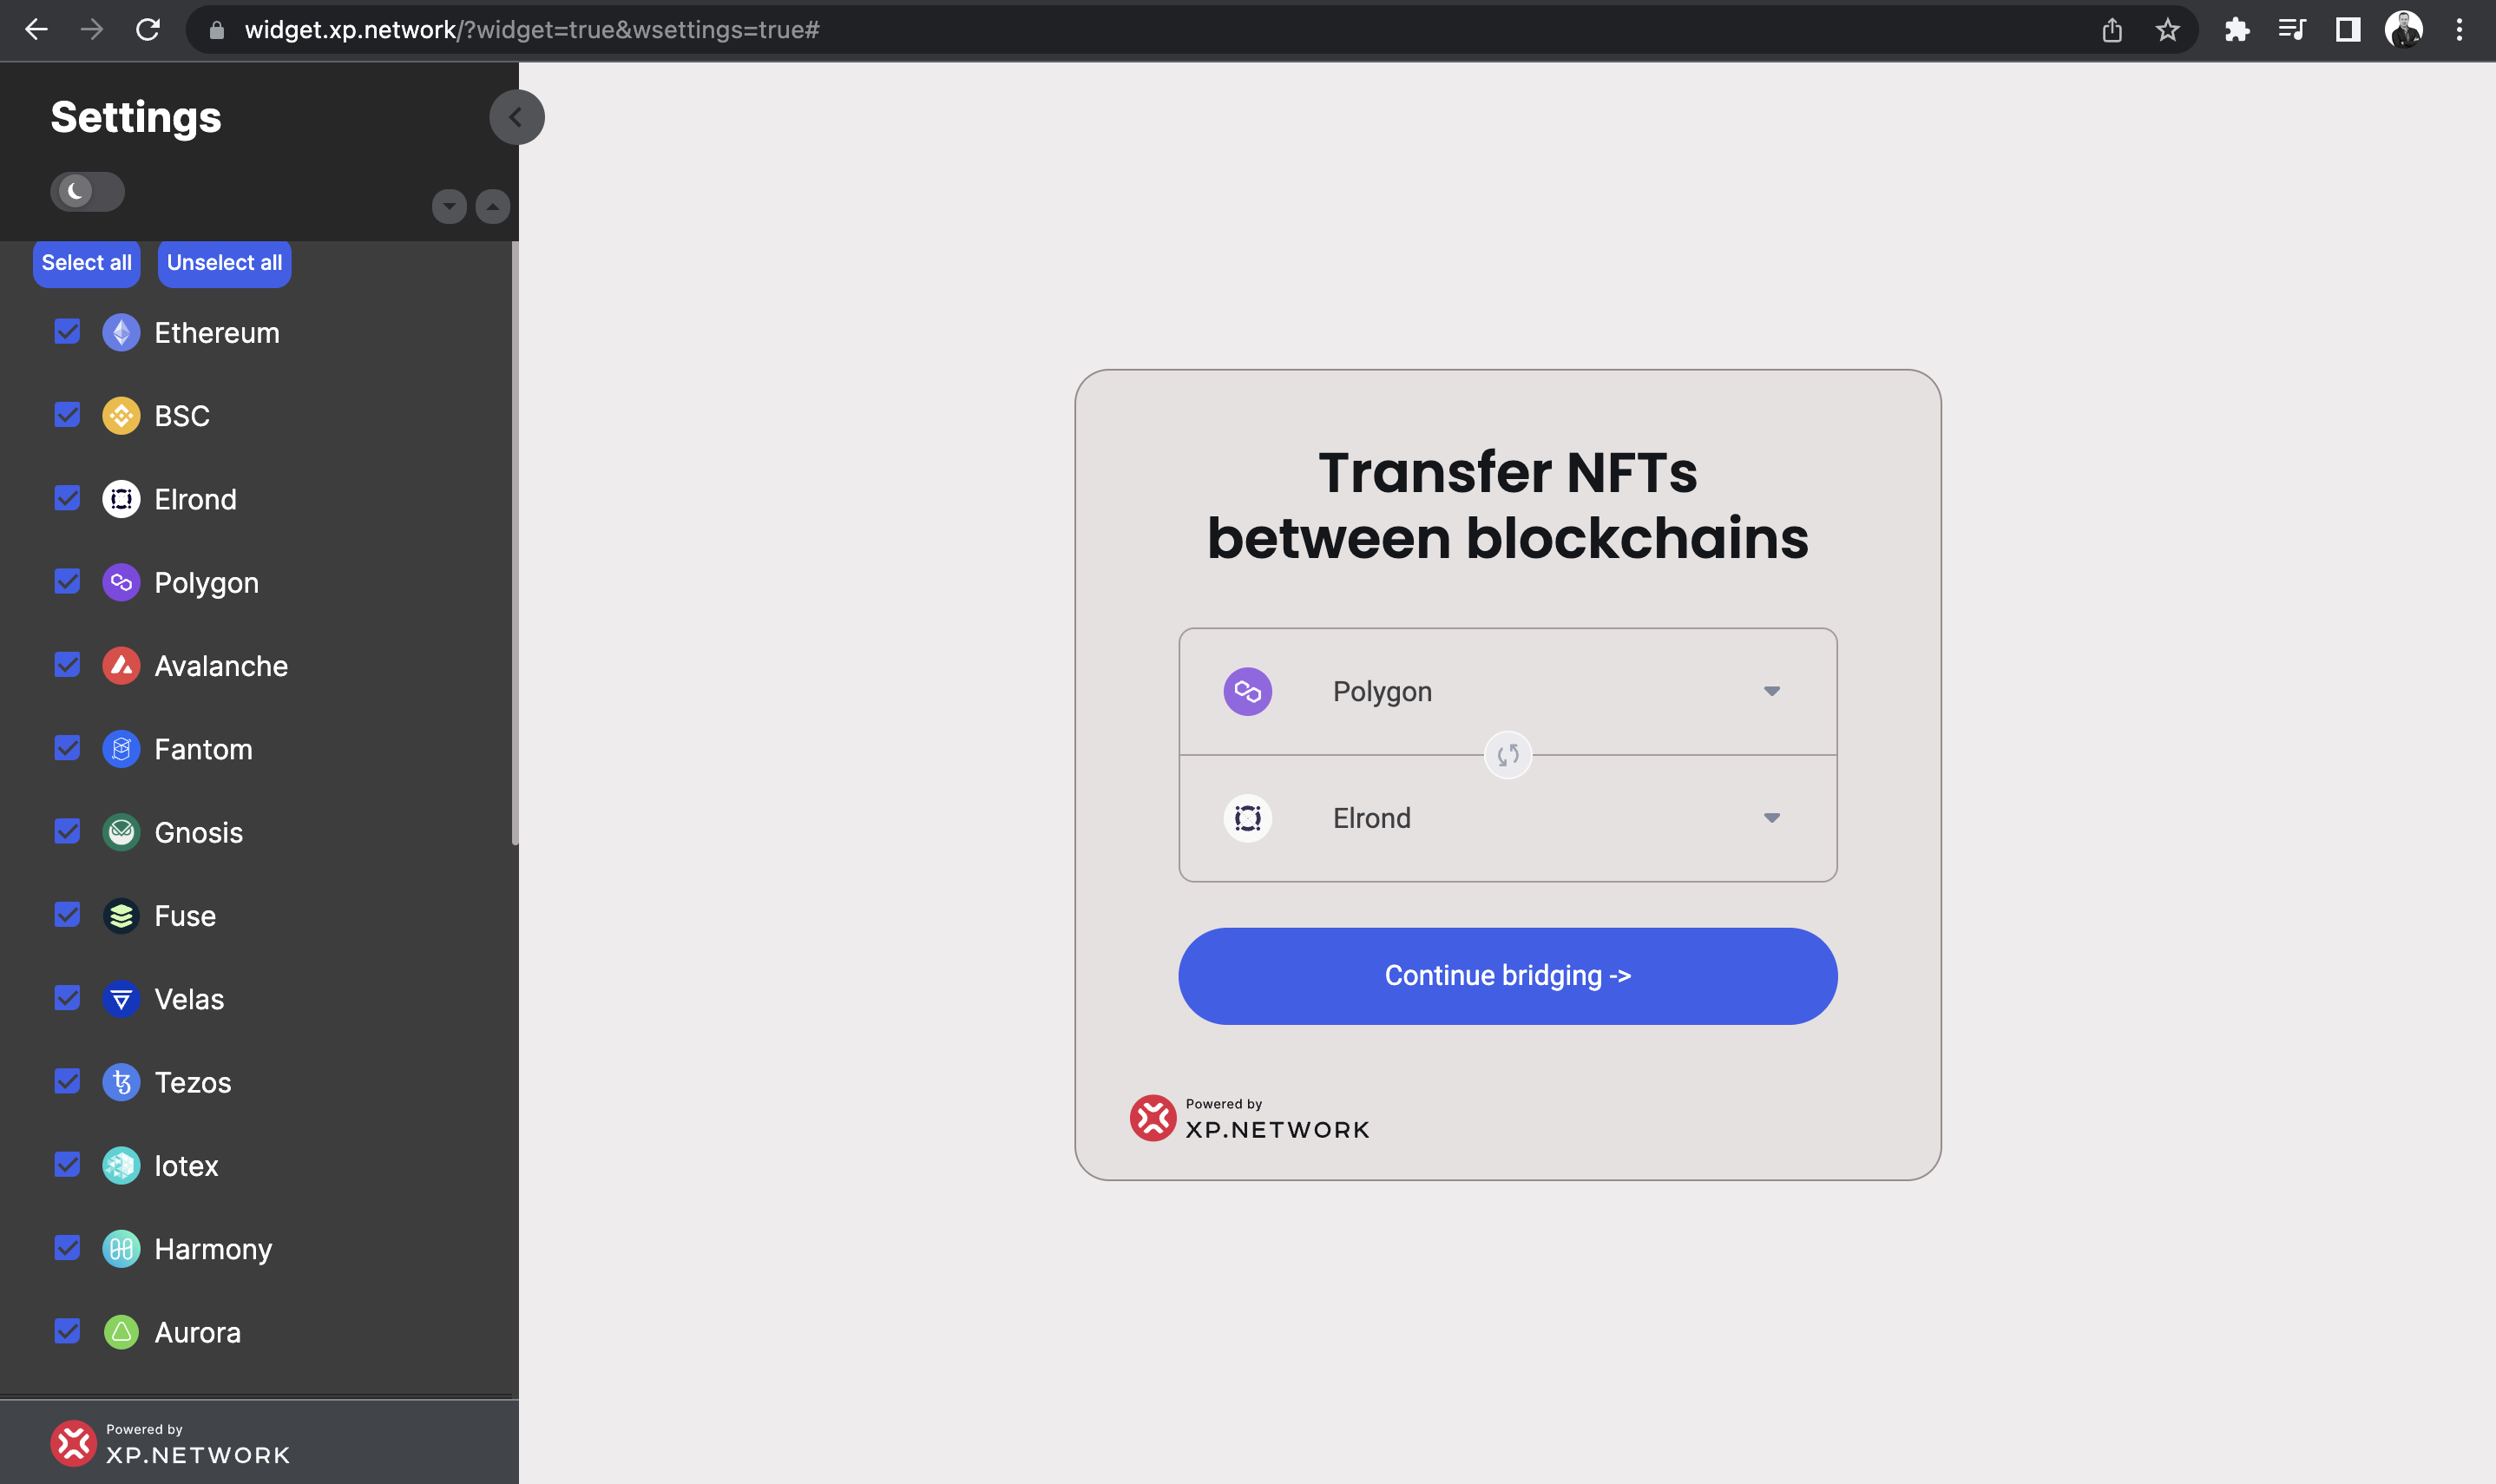 widget.xp.network/?widget=true&wsettings=true#
Settings
Select all
Unselect all
Ethereum
BSC
Elrond
Polygon
Avalanche
Fantom
Gnosis
Fuse
Velas
Tezos
Iotex
Harmony
Aurora
Powered by
XP.NETWORK
Transfer NFTs
between blockchains
Polygon
Elrond
Continue bridging ->
Powered by
XP.NETWORK